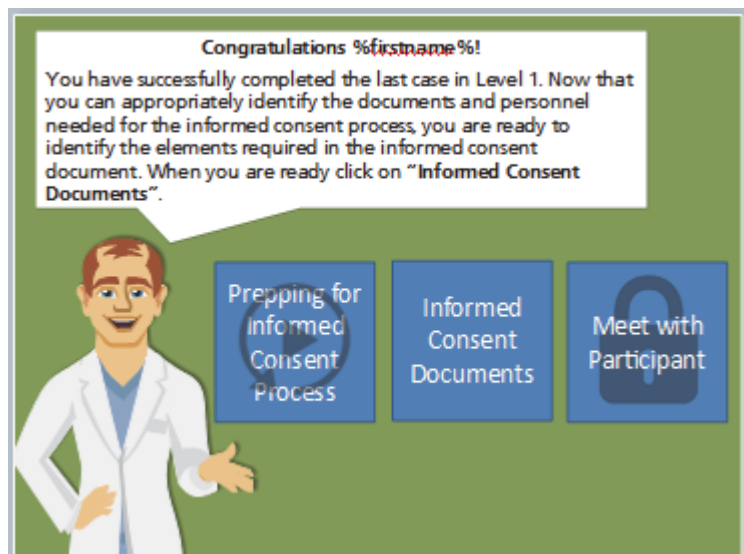 Congratulations %firstname%!
You have successfully completed the last case in Level 1. Now that
you can appropriately identify the documents and personnel
needed for the informed consent process, you are ready to
identify the elements required in the informed consent
document. When you are ready click on “Informed Consent
Documents”.
Prepping for
Informed
Consent
Process
Informed
Consent
Documents
Meet with
Participant